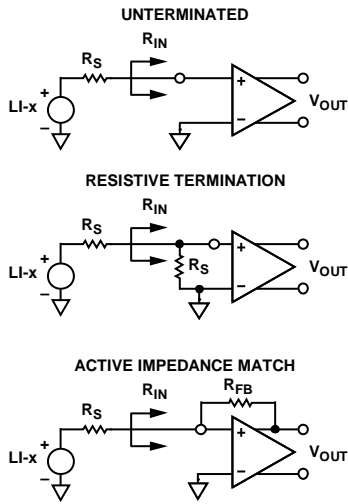 UNTERMINATED
RIN
RS
LI-x
+
–
+
–
VOUT
RESISTIVE TERMINATION
RIN
RS
LI-x
+
–
RS
+
–
VOUT
ACTIVE IMPEDANCE MATCH
RIN
RFB
RS
LI-x
+
–
+
–
VOUT